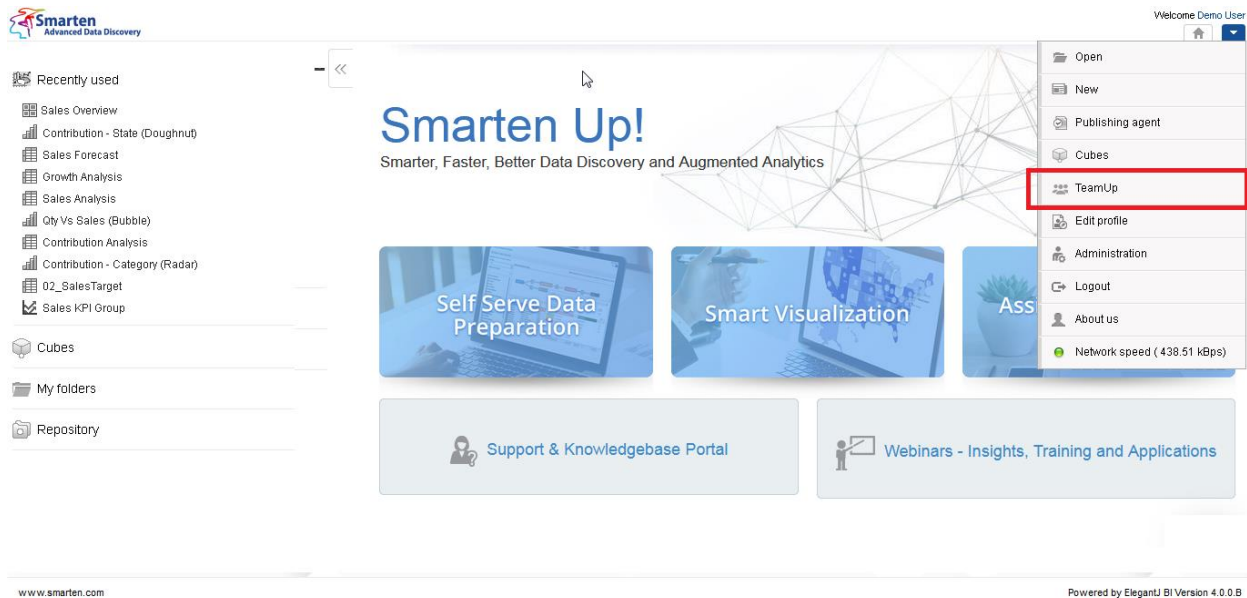 Smarten
Advanced Data Discovery
Welcome Demo User
Recently used
Sales Overview
Contribution - State (Doughnut)
Sales Forecast
Growth Analysis
Sales Analysis
Qty Vs Sales (Bubble)
Contribution Analysis
Contribution - Category (Radar)
02_SalesTarget
Sales KPI Group
Cubes
My folders
Repository
Smarten Up!
Smarter, Faster, Better Data Discovery and Augmented Analytics
Self Serve Data
Preparation
Smart Visualization
Ass
Support & Knowledgebase Portal
Webinars - Insights, Training and Applications
Open
New
Publishing agent
Cubes
TeamUp
Edit profile
Administration
Logout
About us
Network speed ( 438.51 kBps)
www.smarten.com
Powered by ElegantJ BI Version 4.0.0.B